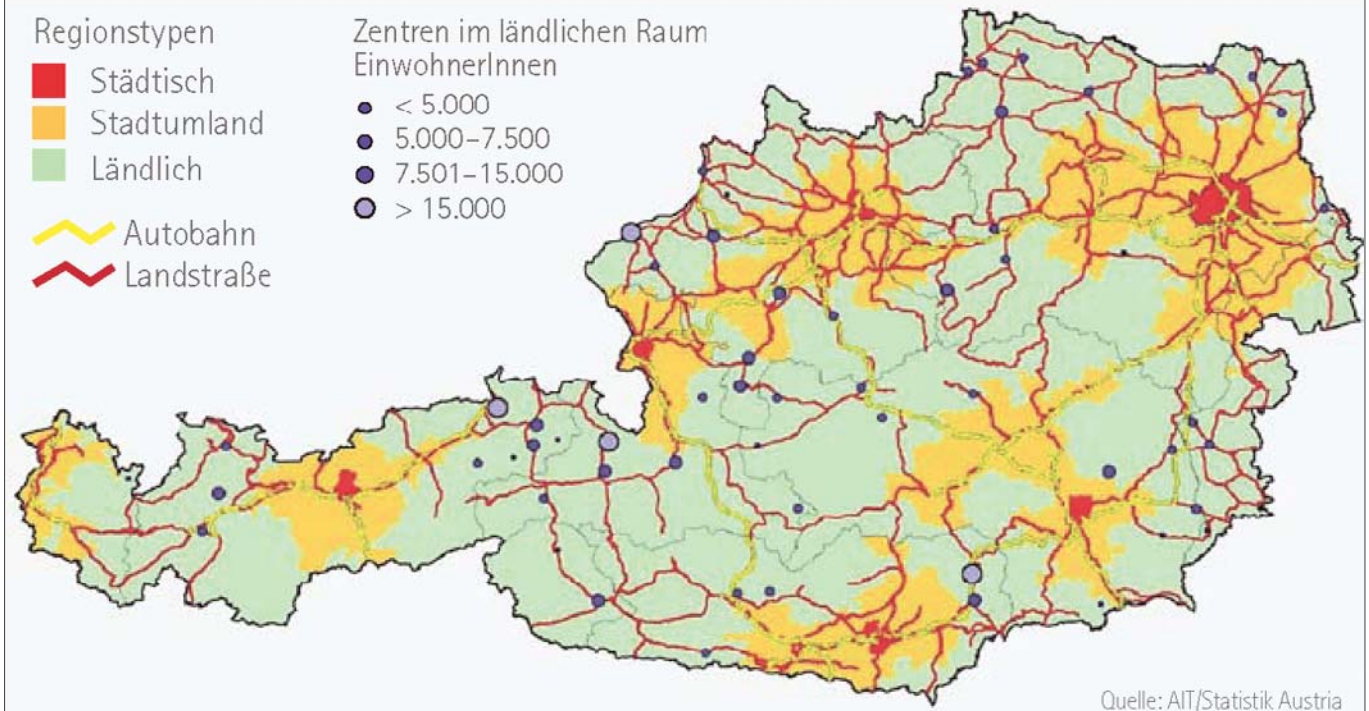 Regionstypen
Städtisch
Stadtumland
Ländlich
Autobahn
Landstraße
Zentren im ländlichen Raum
EinwohnerInnen
< 5.000
5.000–7.500
7.501–15.000
> 15.000
Quelle: AIT/Statistik Austria